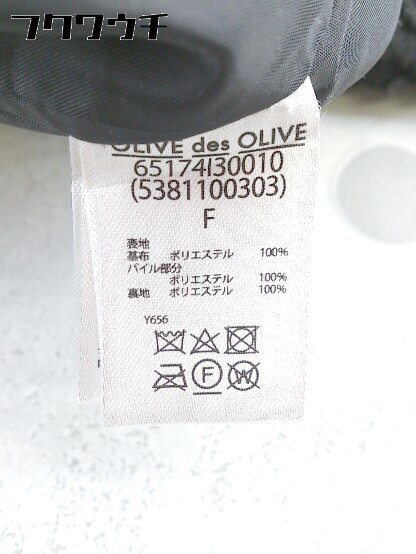 フクワウチ
OLIVE des OLIVE
65174130010
(5381100303)
F
表地
基布 ポリエステル 100%
パイル部分
ポリエステル 100%
裏地 ポリエステル 100%
Y656
F
W